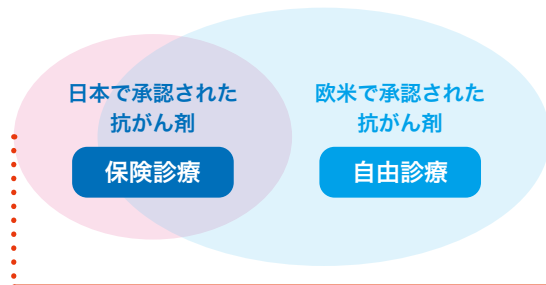 日本で承認された
抗がん剤
保険診療
欧米で承認された
抗がん剤
自由診療